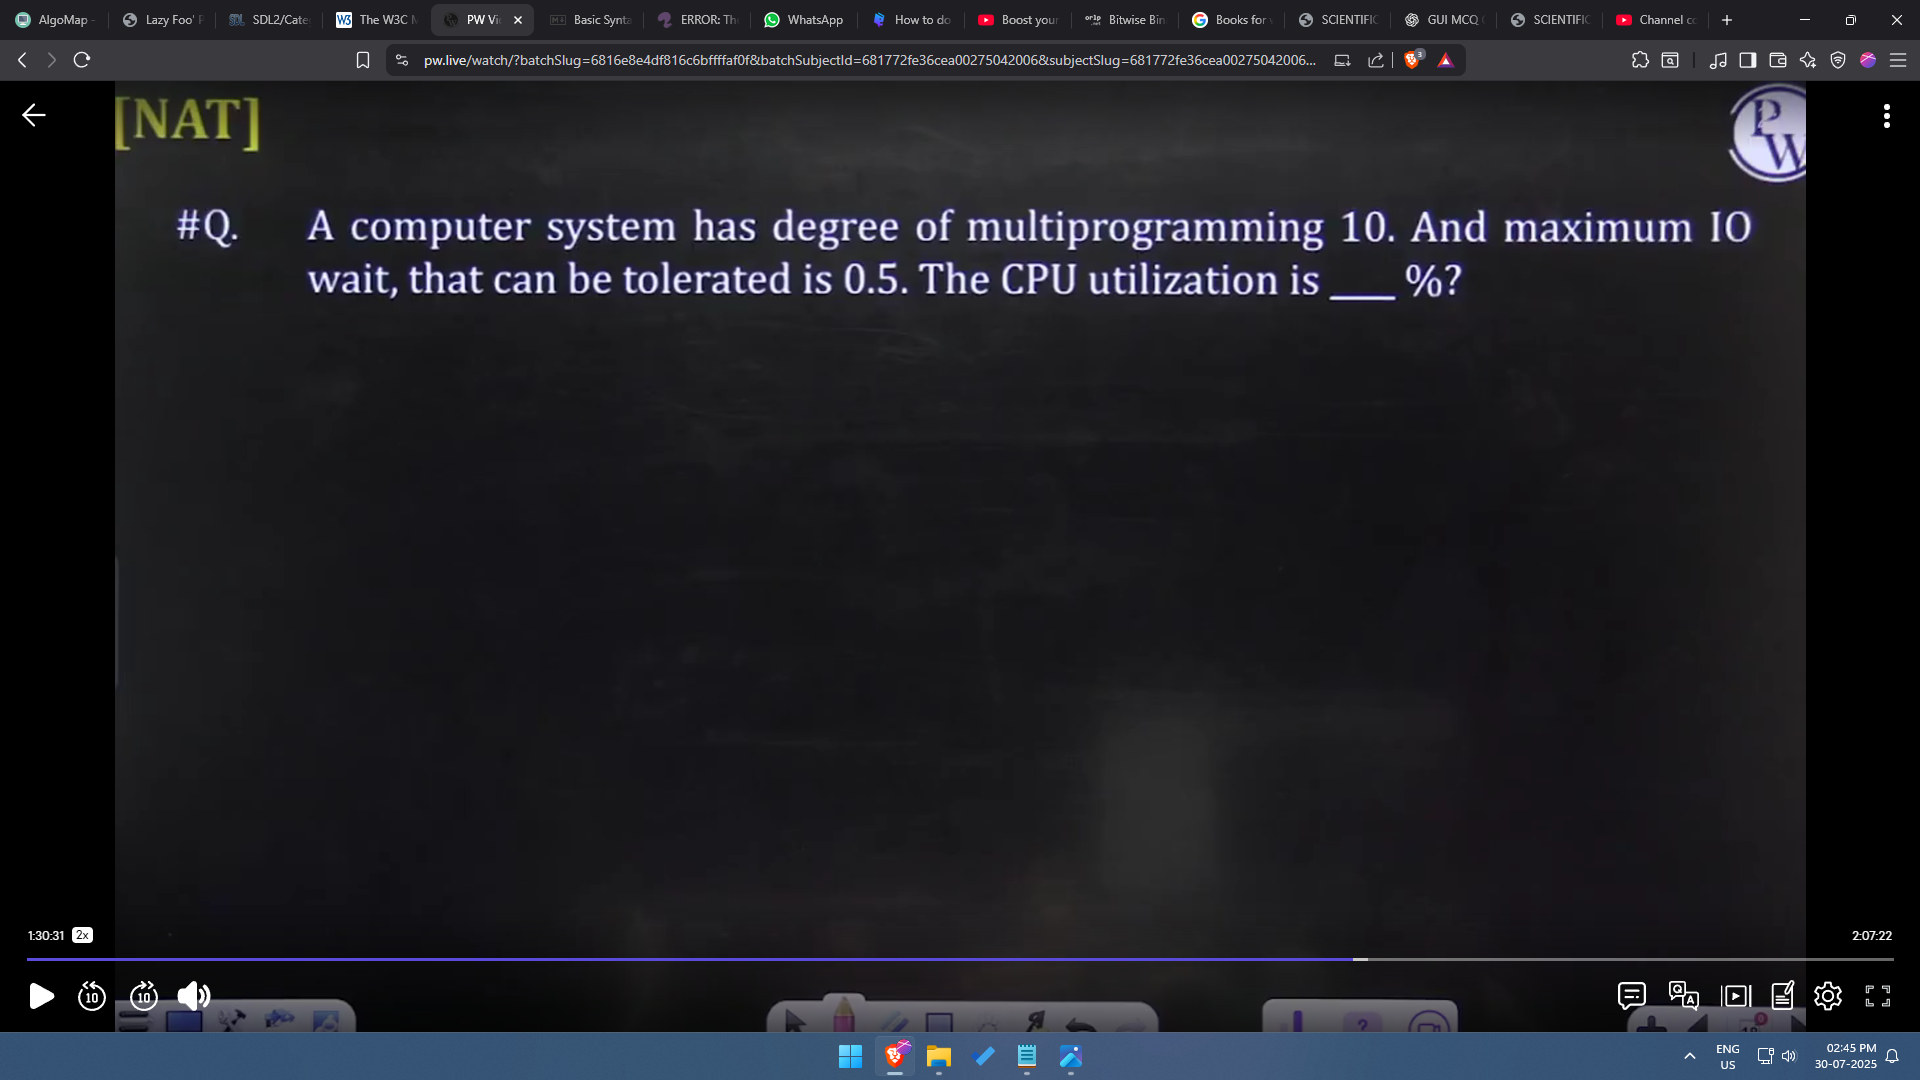 AlgoMap -
Lazy Foo' P
SDL2/Cate
The W3C M
PW Vi
Basic Synta
ERROR: Th
WhatsApp
How to do
Boost your
Bitwise Bin
Books for
SCIENTIFIC
GUI MCQ
SCIENTIFIC
Channel co
pw.live/watch/?batchSlug=6816e8e4df816c6bffffaf0f&batchSubjectId=681772fe36cea00275042006&subjectSlug=681772fe36cea00275042006...
3
[NAT]
PW
#Q. A computer system has degree of multiprogramming 10. And maximum IO
wait, that can be tolerated is 0.5. The CPU utilization is ____ %?
1:30:31 2x
2:07:22
10
10
ENG
US
02:45 PM
30-07-2025